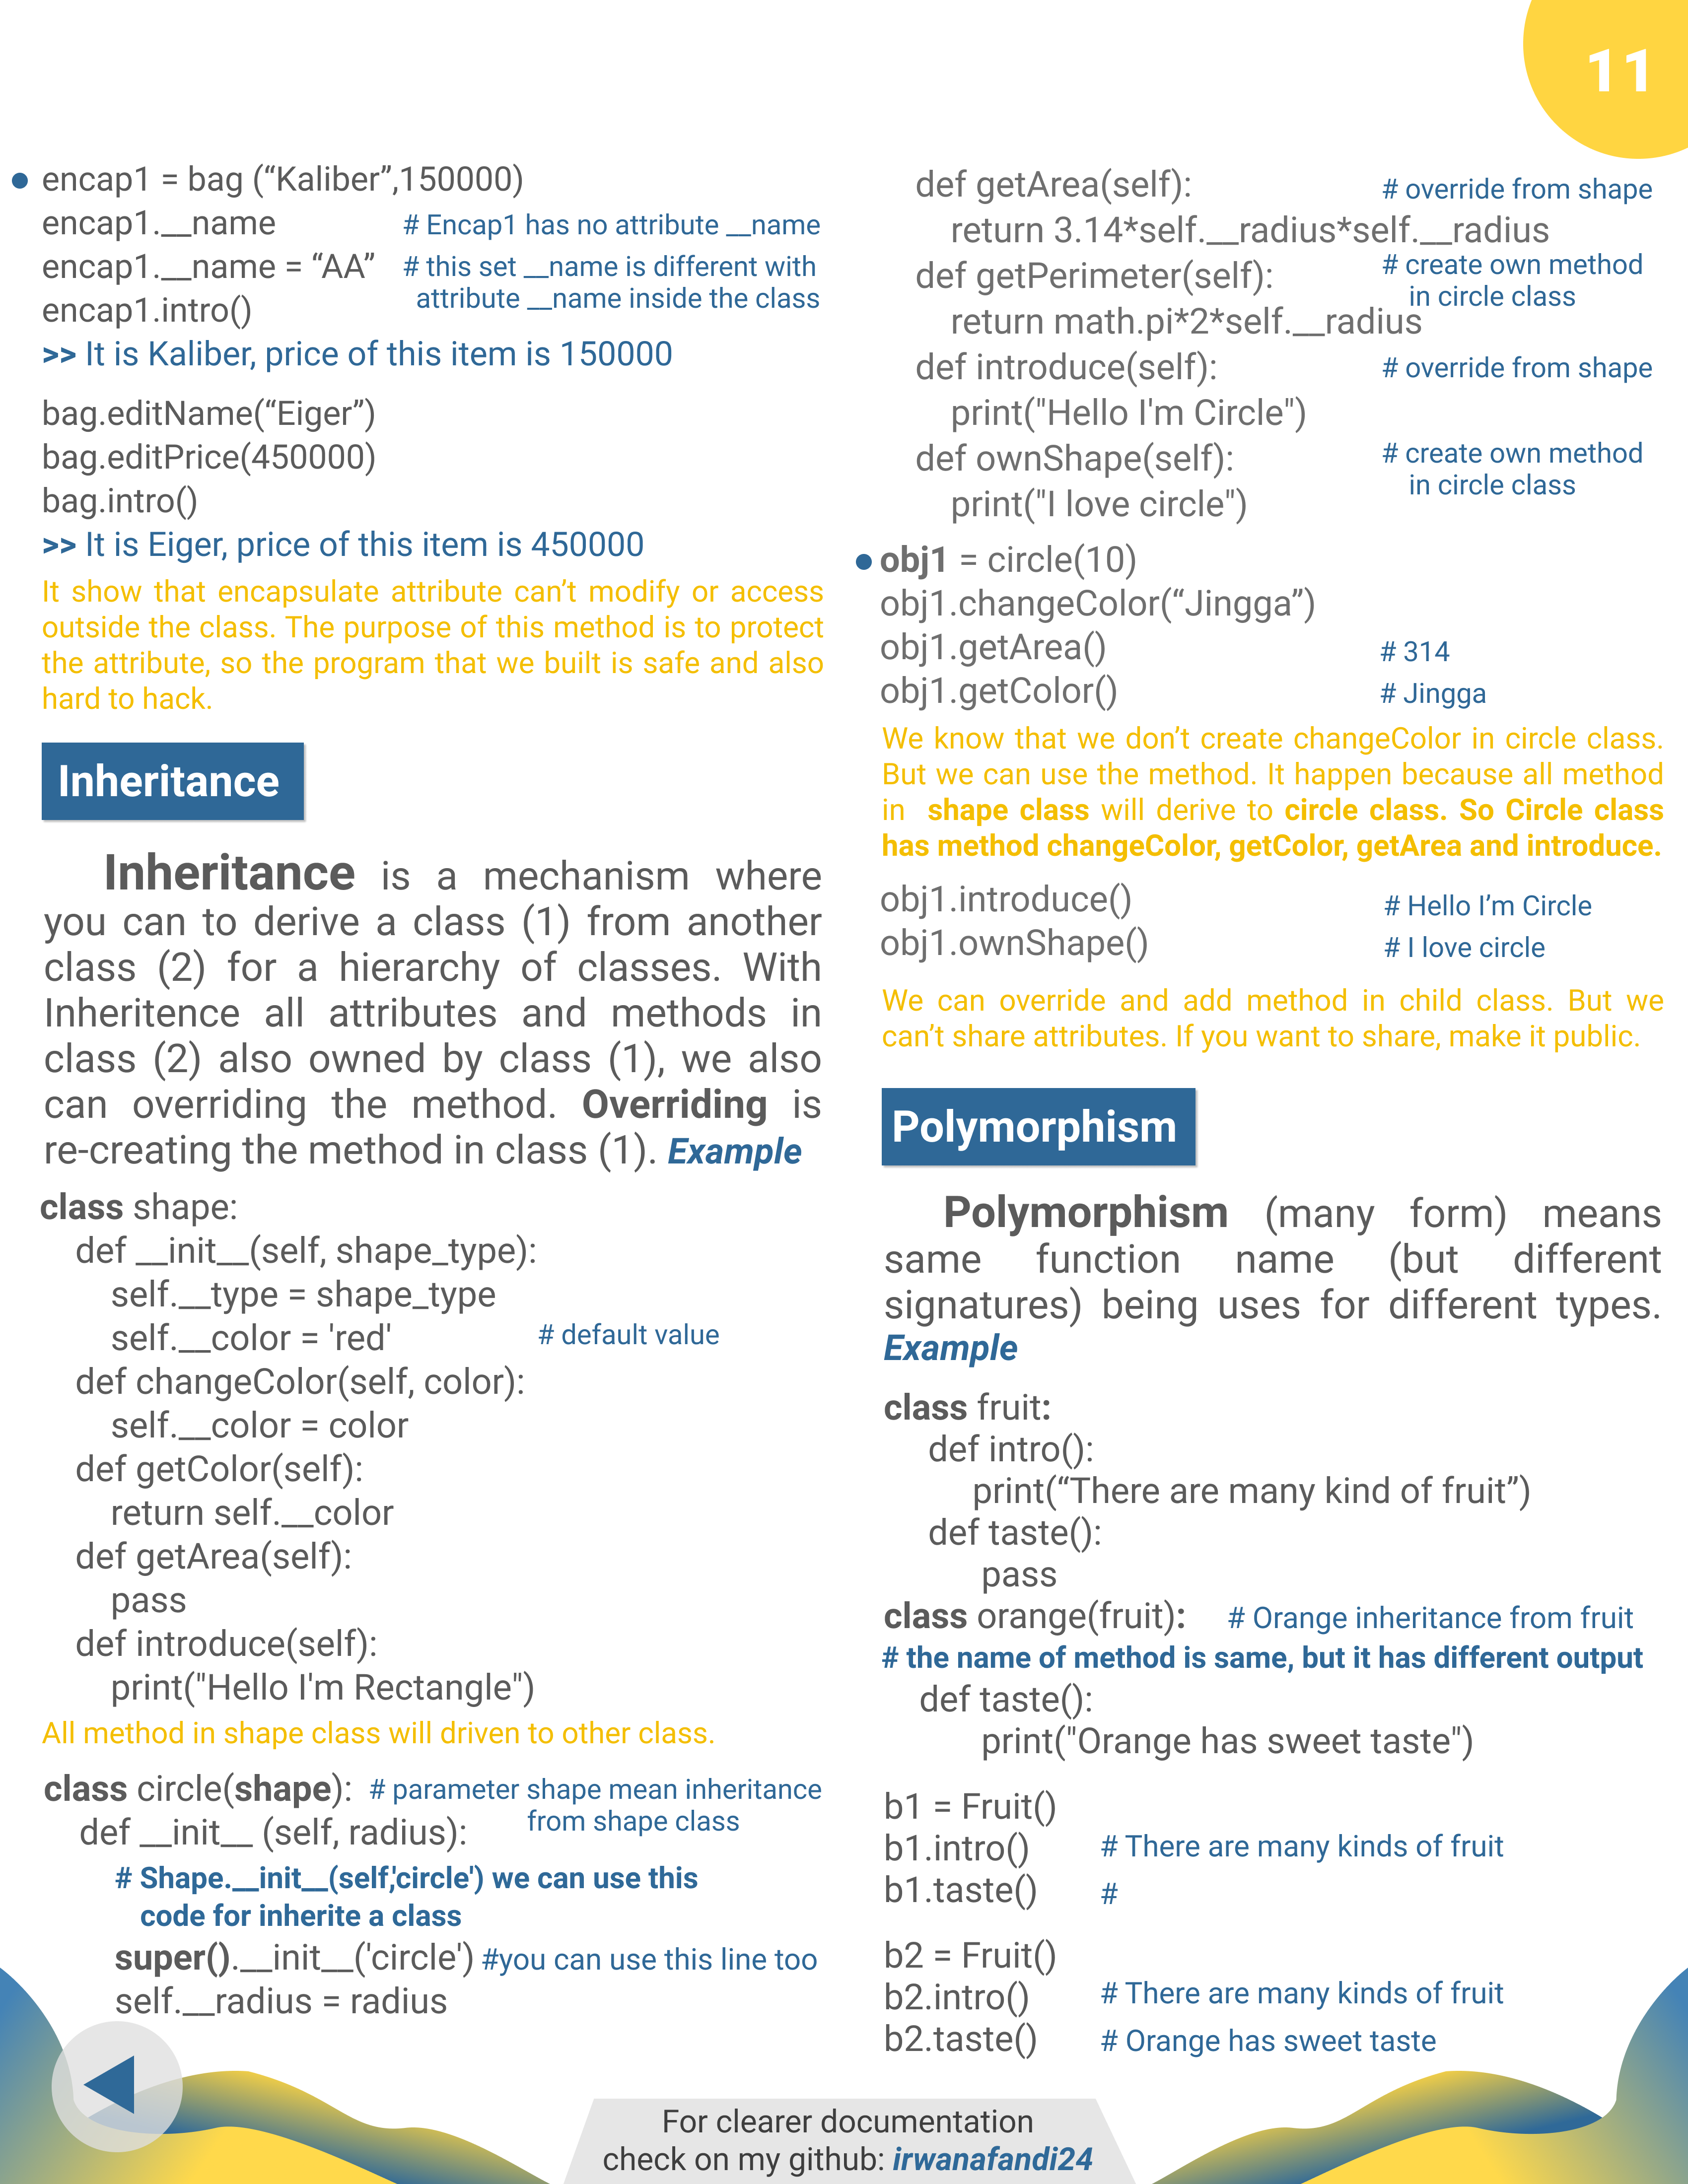 11
encap1 = bag (“Kaliber”,150000)
encap1.__name # Encap1 has no attribute __name
encap1.__name = “AA” # this set __name is different with
attribute __name inside the class
encap1.intro()
>> It is Kaliber, price of this item is 150000
bag.editName(“Eiger”)
bag.editPrice(450000)
bag.intro()
>> It is Eiger, price of this item is 450000
It show that encapsulate attribute can’t modify or access
outside the class. The purpose of this method is to protect
the attribute, so the program that we built is safe and also
hard to hack.
Inheritance
Inheritance is a mechanism where
you can to derive a class (1) from another
class (2) for a hierarchy of classes. With
Inheritence all attributes and methods in
class (2) also owned by class (1), we also
can overriding the method. Overriding is
re-creating the method in class (1). Example
class shape:
def __init__(self, shape_type):
self.__type = shape_type
self.__color = 'red' # default value
def changeColor(self, color):
self.__color = color
def getColor(self):
return self.__color
def getArea(self):
pass
def introduce(self):
print("Hello I'm Rectangle")
All method in shape class will driven to other class.
class circle(shape): # parameter shape mean inheritance
from shape class
def __init__ (self, radius):
# Shape.__init__(self,'circle') we can use this
code for inherite a class
super().__init__('circle') #you can use this line too
self.__radius = radius
def getArea(self): # override from shape
return 3.14*self.__radius*self.__radius
def getPerimeter(self): # create own method
in circle class
return math.pi*2*self.__radius
def introduce(self): # override from shape
print("Hello I'm Circle")
def ownShape(self): # create own method
in circle class
print("I love circle")
obj1 = circle(10)
obj1.changeColor(“Jingga”)
obj1.getArea() # 314
obj1.getColor() # Jingga
We know that we don’t create changeColor in circle class.
But we can use the method. It happen because all method
in shape class will derive to circle class. So Circle class
has method changeColor, getColor, getArea and introduce.
obj1.introduce() # Hello I’m Circle
obj1.ownShape() # I love circle
We can override and add method in child class. But we
can’t share attributes. If you want to share, make it public.
Polymorphism
Polymorphism (many form) means
same function name (but different
signatures) being uses for different types.
Example
class fruit:
def intro():
print(“There are many kind of fruit”)
def taste():
pass
class orange(fruit): # Orange inheritance from fruit
# the name of method is same, but it has different output
def taste():
print("Orange has sweet taste")
b1 = Fruit()
b1.intro() # There are many kinds of fruit
b1.taste() #
b2 = Fruit()
b2.intro() # There are many kinds of fruit
b2.taste() # Orange has sweet taste
For clearer documentation
check on my github: irwanafandi24